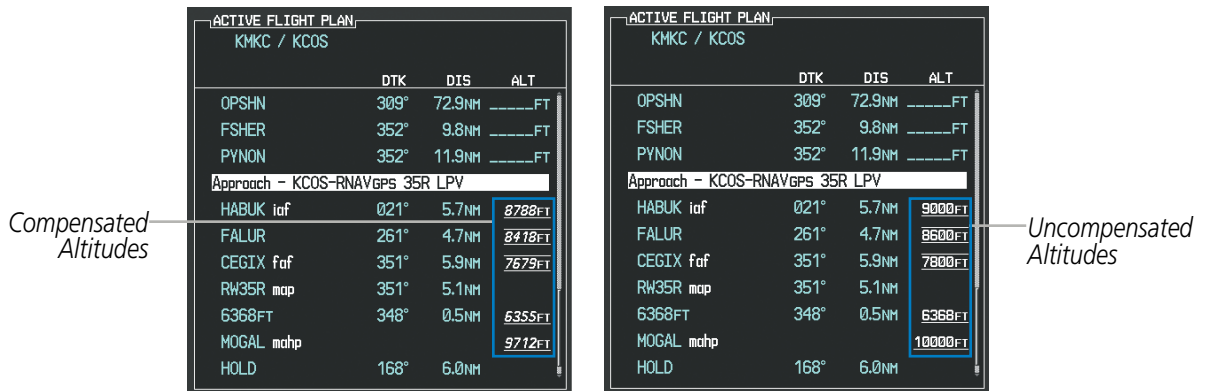 ACTIVE FLIGHT PLAN
KMKC / KCOS
DTK DIS ALT
OPSHN 309° 72.9NM _____FT
FSHER 352° 9.8NM _____FT
PYNON 352° 11.9NM _____FT
Approach – KCOS-RNAVGPS 35R LPV
HABUK iaf 021° 5.7NM 8788FT
FALUR 261° 4.7NM 8418FT
CEGIX faf 351° 5.9NM 7679FT
RW35R map 351° 5.1NM
6368FT 348° 0.5NM 6355FT
MOGAL mahp 9712FT
HOLD 168° 6.0NM
Compensated
Altitudes
ACTIVE FLIGHT PLAN
KMKC / KCOS
DTK DIS ALT
OPSHN 309° 72.9NM _____FT
FSHER 352° 9.8NM _____FT
PYNON 352° 11.9NM _____FT
Approach – KCOS-RNAVGPS 35R LPV
HABUK iaf 021° 5.7NM 9000FT
FALUR 261° 4.7NM 8600FT
CEGIX faf 351° 5.9NM 7800FT
RW35R map 351° 5.1NM
6368FT 348° 0.5NM 6368FT
MOGAL mahp 10000FT
HOLD 168° 6.0NM
Uncompensated
Altitudes